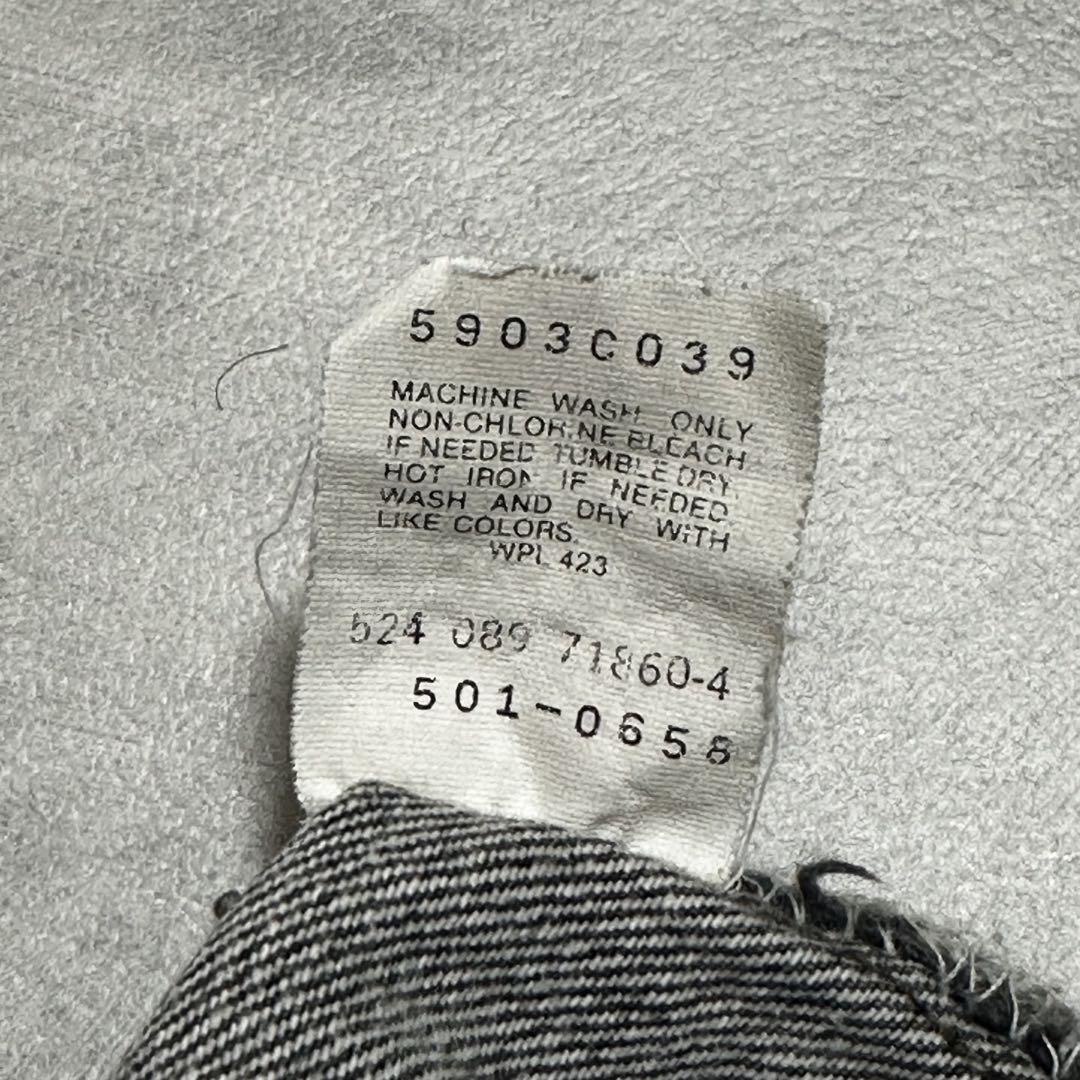 5903C039
MACHINE WASH ONLY
NON-CHLORINE BLEACH
IF NEEDED TUMBLE DRY.
HOT IRON IF NEEDED.
WASH AND DRY WITH
LIKE COLORS.
WPL 423
524 089 71860-4
501-0658